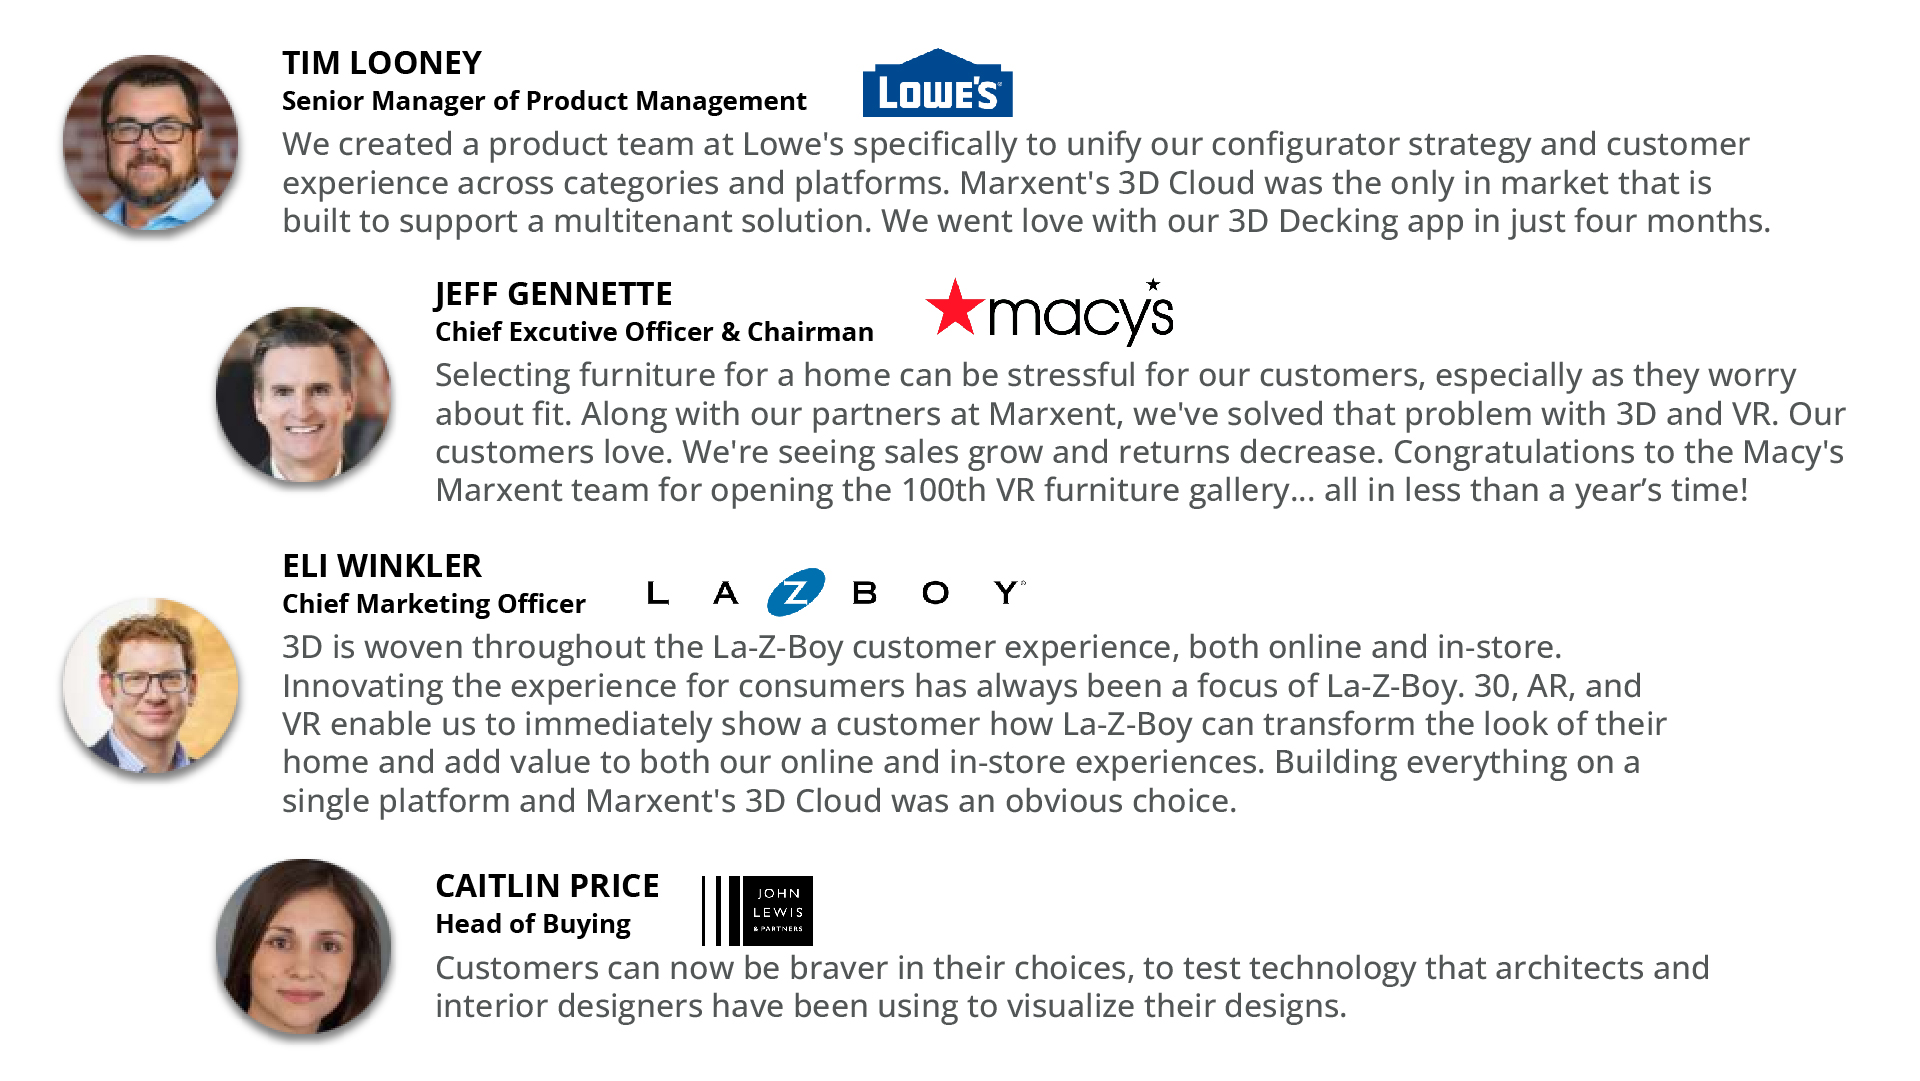 TIM LOONEY
Senior Manager of Product Management
LOWE'S
We created a product team at Lowe's specifically to unify our configurator strategy and customer
experience across categories and platforms. Marxent's 3D Cloud was the only in market that is
built to support a multitenant solution. We went love with our 3D Decking app in just four months.
JEFF GENNETTE
Chief Excutive Officer & Chairman
macy's
Selecting furniture for a home can be stressful for our customers, especially as they worry
about fit. Along with our partners at Marxent, we've solved that problem with 3D and VR. Our
customers love. We're seeing sales grow and returns decrease. Congratulations to the Macy's
Marxent team for opening the 100th VR furniture gallery... all in less than a year’s time!
ELI WINKLER
Chief Marketing Officer
LAZBOY®
3D is woven throughout the La-Z-Boy customer experience, both online and in-store.
Innovating the experience for consumers has always been a focus of La-Z-Boy. 30, AR, and
VR enable us to immediately show a customer how La-Z-Boy can transform the look of their
home and add value to both our online and in-store experiences. Building everything on a
single platform and Marxent's 3D Cloud was an obvious choice.
CAITLIN PRICE
Head of Buying
JOHN
LEWIS
& PARTNERS
Customers can now be braver in their choices, to test technology that architects and
interior designers have been using to visualize their designs.